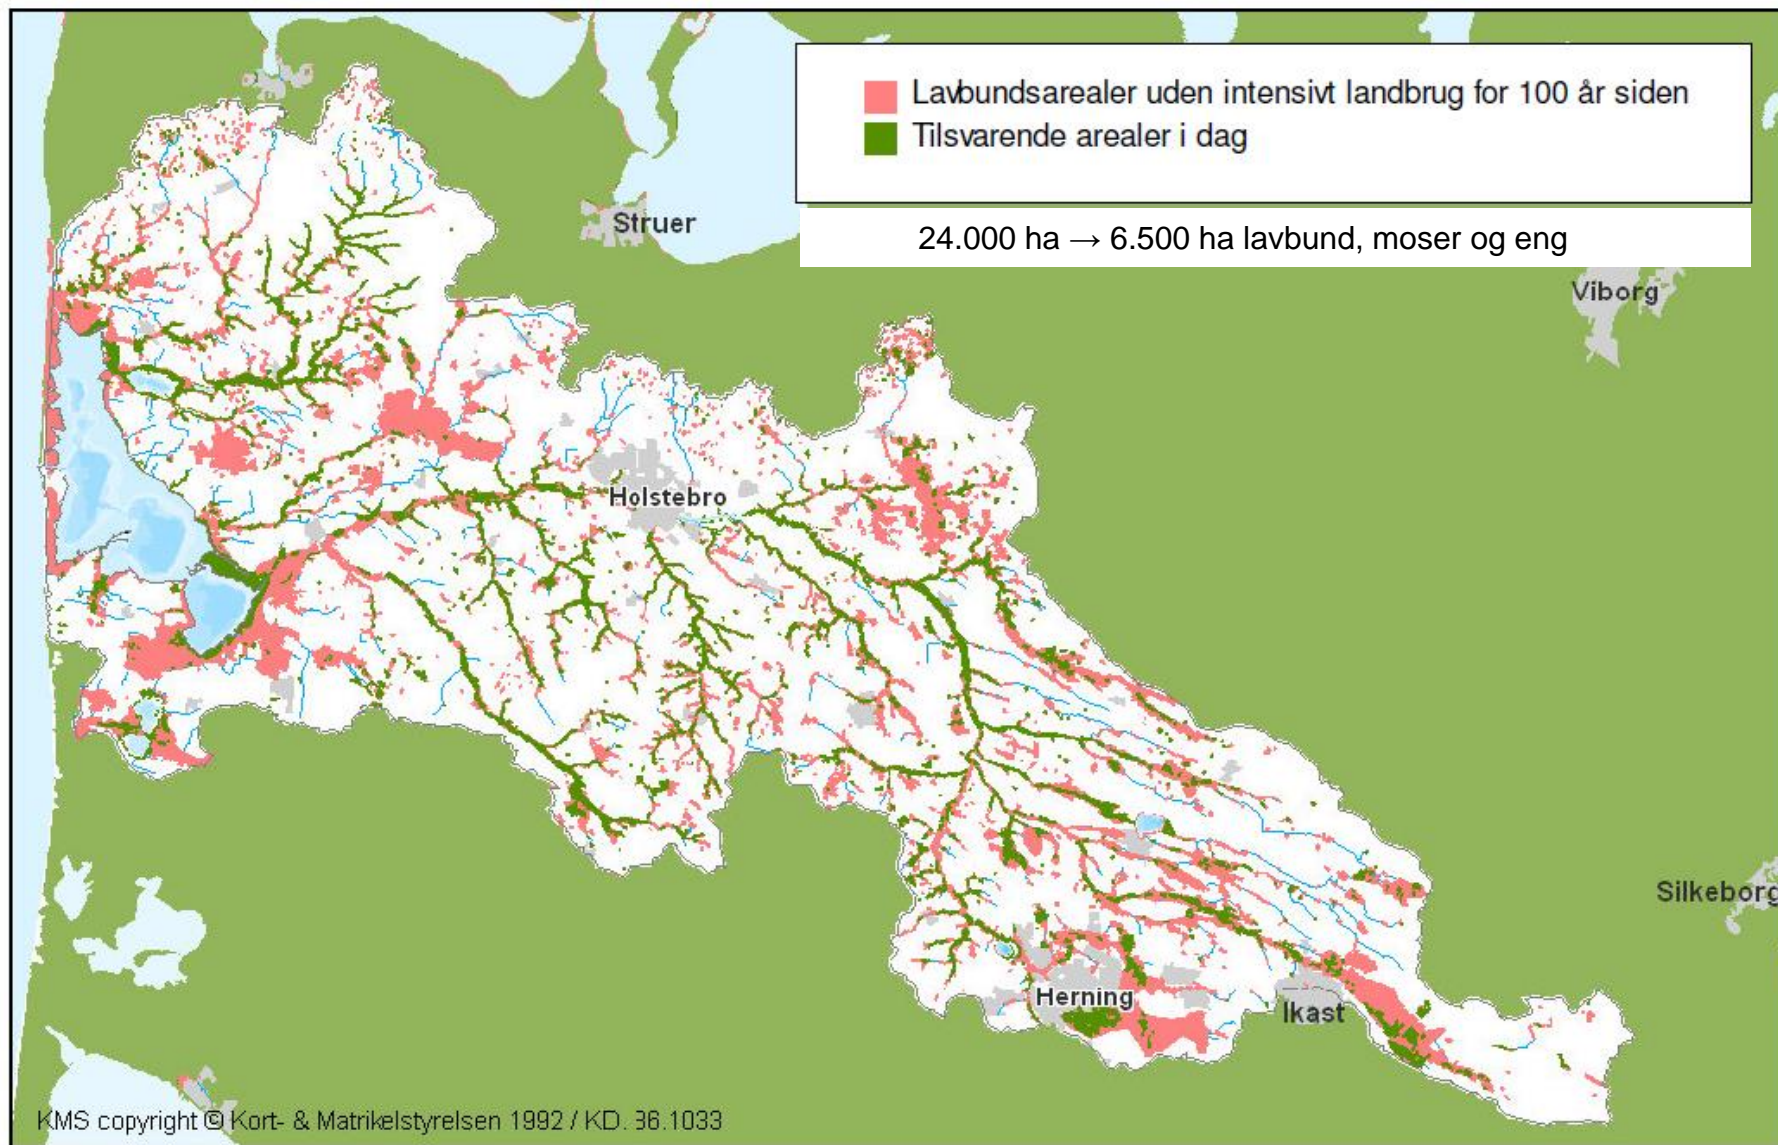 Lavbundsarealer uden intensivt landbrug for 100 år siden
Tilsvarende arealer i dag
24.000 ha → 6.500 ha lavbund, moser og eng
Struer
Viborg
Holstebro
Silkeborg
Herning
Ikast
KMS copyright © Kort- & Matrikelstyrelsen 1992 / KD. 86.1033